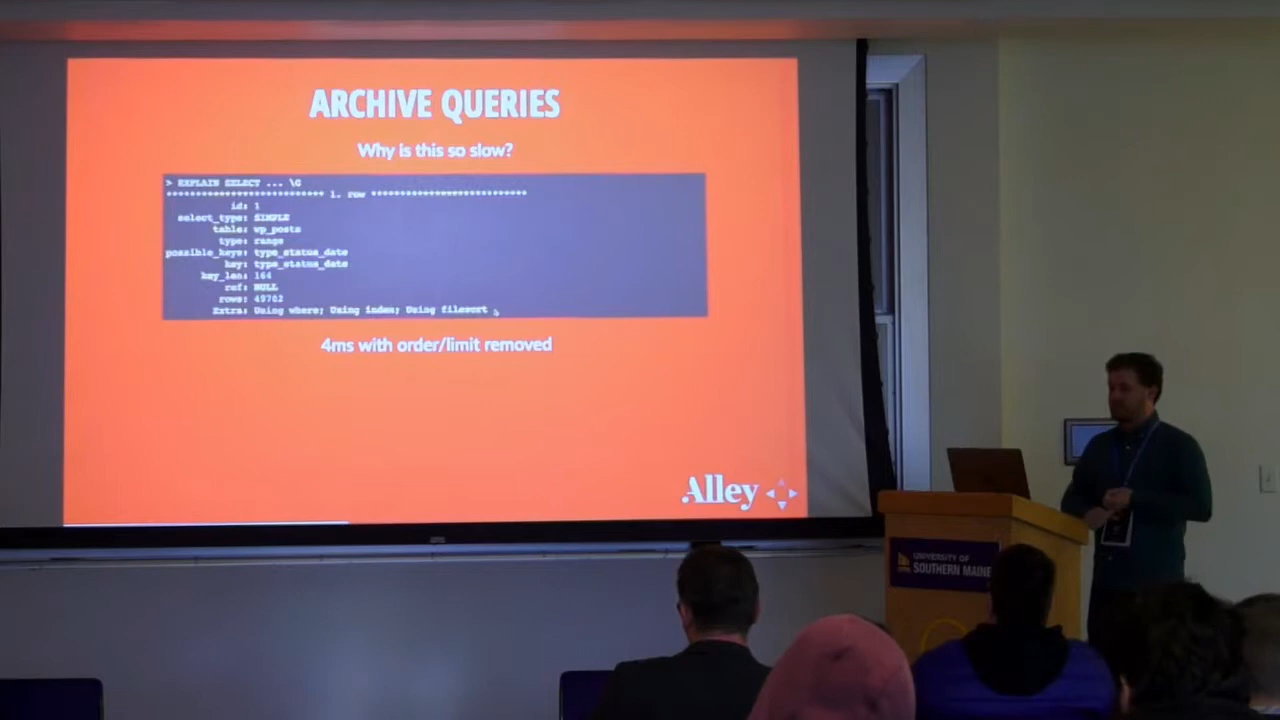 ARCHIVE QUERIES
Why is this so slow?
> EXPLAIN SELECT ... \G
*************************** 1. row ***************************
id: 1
select_type: SIMPLE
table: wp_posts
type: range
possible_keys: type_status_date
key: type_status_date
key_len: 164
ref: NULL
rows: 49702
Extra: Using where; Using index; Using filesort
4ms with order/limit removed
Alley
UNIVERSITY OF
SOUTHERN MAINE